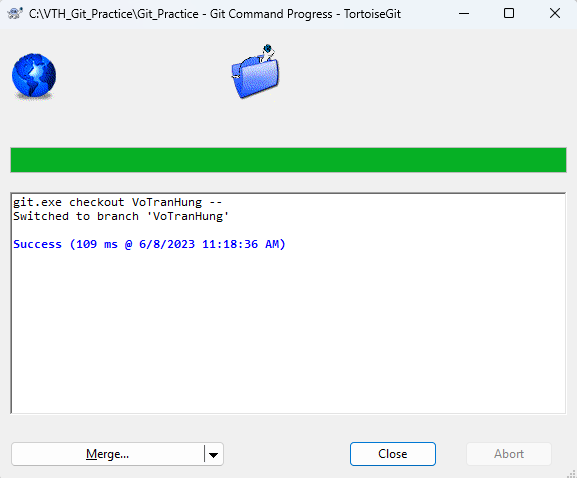 C:\VTH_Git_Practice\Git_Practice - Git Command Progress - TortoiseGit
git.exe checkout VoTranHung --
Switched to branch 'VoTranHung'
Success (109 ms @ 6/8/2023 11:18:36 AM)
Merge...
Close
Abort